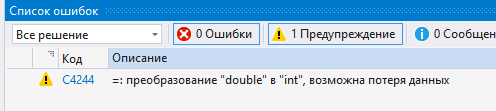 Список ошибок
Все решение
0 Ошибки
1 Предупреждение
0 Сообщен
Код
Описание
C4244
=: преобразование "double" в "int", возможна потеря данных